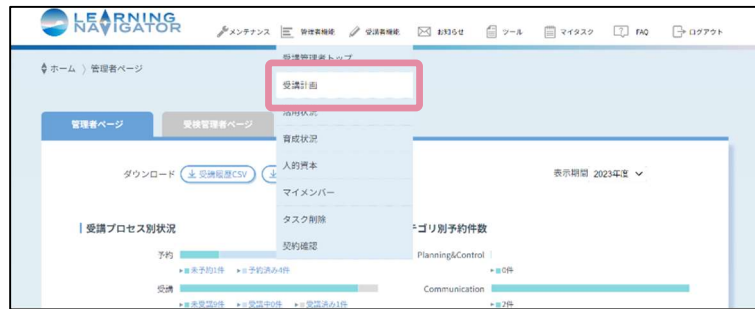 LEARNING
NAVIGATOR
メンテナンス 管理者機能 受講者機能 お知らせ ツール マイタスク FAQ ログアウト
ホーム 〉 管理者ページ
受講管理者トップ
受講計画
活用状況
育成状況
人的資本
マイメンバー
タスク削除
契約確認
管理者ページ 受検管理者ページ
ダウンロード 受講履歴CSV
表示期間 2023年度
受講プロセス別状況
予約
未予約1件 予約済み4件
受講
未受講9件 受講中0件 受講済み1件
テゴリ別予約件数
Planning&Control
0件
Communication
2件